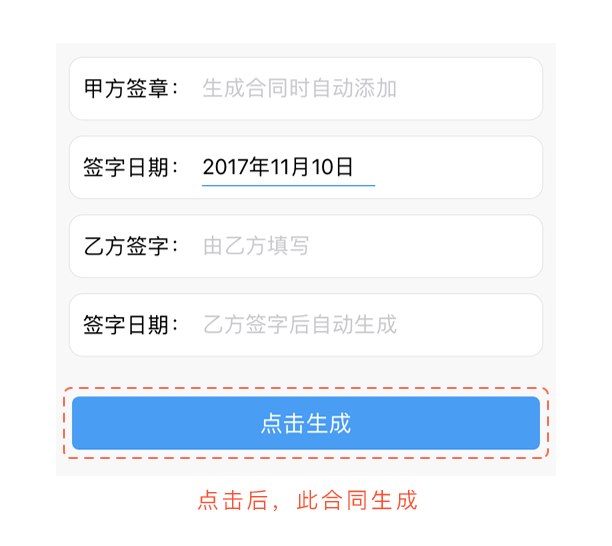 甲方签章： 生成合同时自动添加
签字日期： 2017年11月10日
乙方签字： 由乙方填写
签字日期： 乙方签字后自动生成
点击生成
点击后，此合同生成